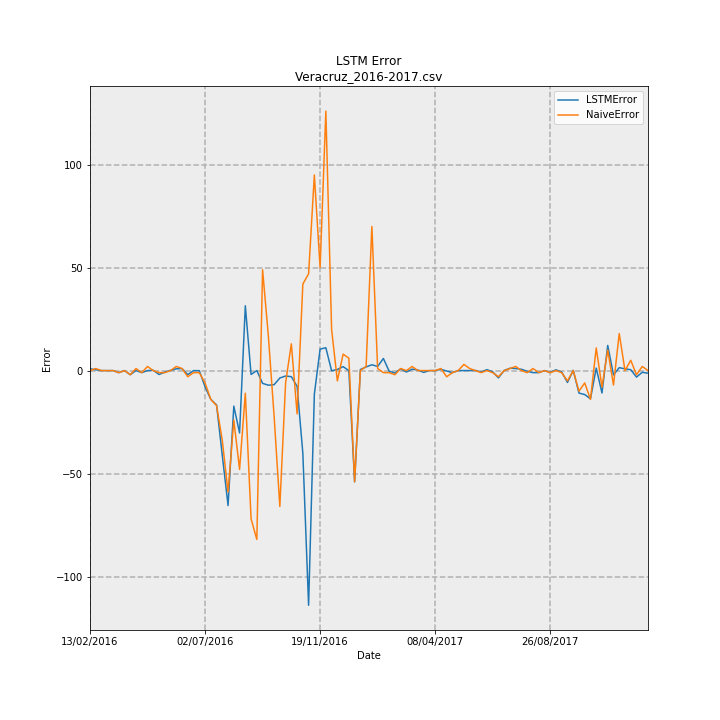 LSTM Error
Veracruz_2016-2017.csv
LSTMError
NaiveError
100
50
0
−50
−100
Error
13/02/2016
02/07/2016
19/11/2016
08/04/2017
26/08/2017
Date